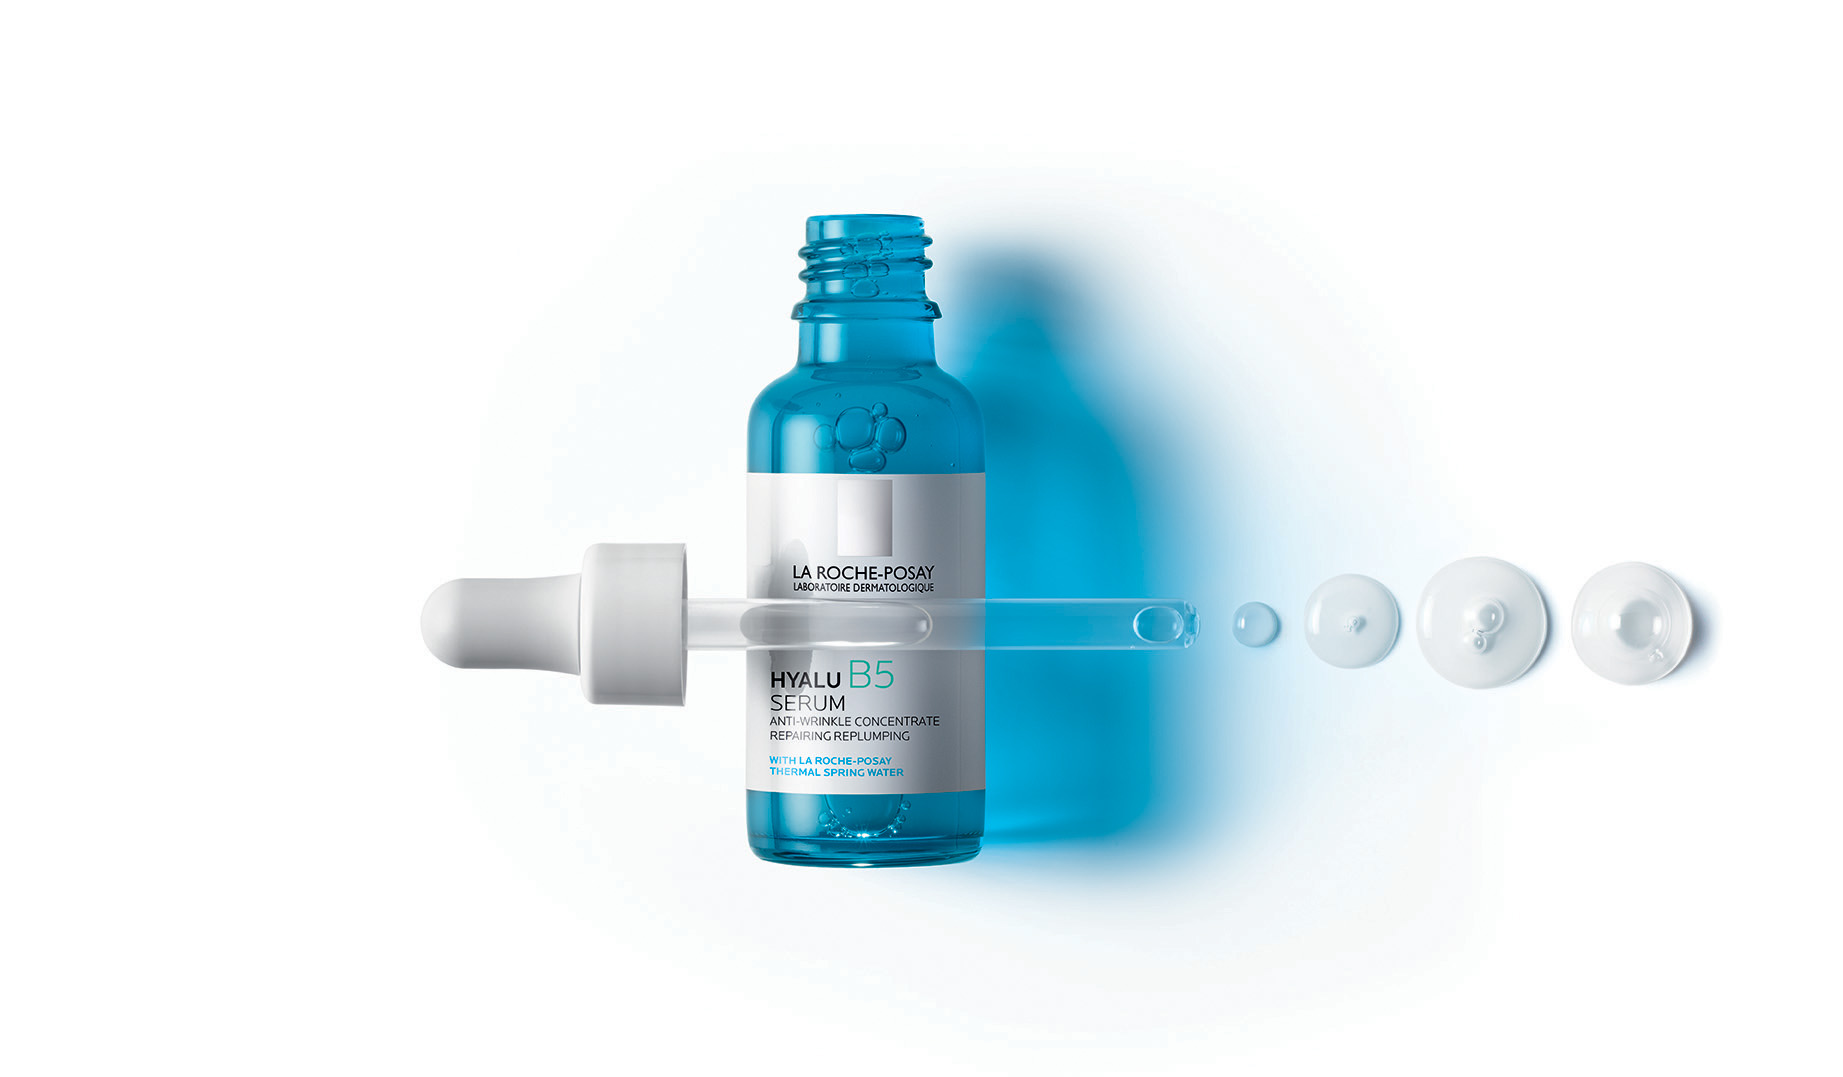 LA ROCHE-POSAY
LABORATOIRE DERMATOLOGIQUE
HYALU B5
SERUM
ANTI-WRINKLE CONCENTRATE
REPAIRING REPLUMPING
WITH LA ROCHE-POSAY
THERMAL SPRING WATER